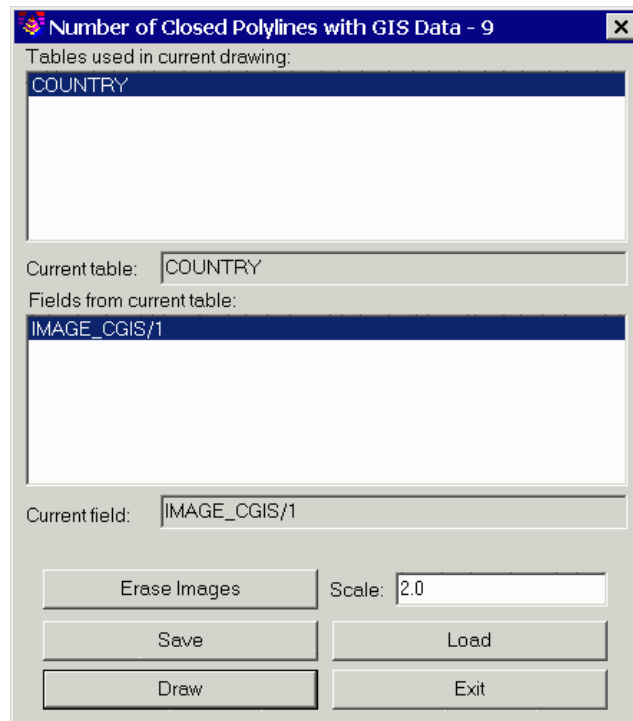 Number of Closed Polylines with GIS Data - 9
Tables used in current drawing:
COUNTRY
Current table: COUNTRY
Fields from current table:
IMAGE_CGIS/1
Current field: IMAGE_CGIS/1
Erase Images Scale: 2.0
Save Load
Draw Exit